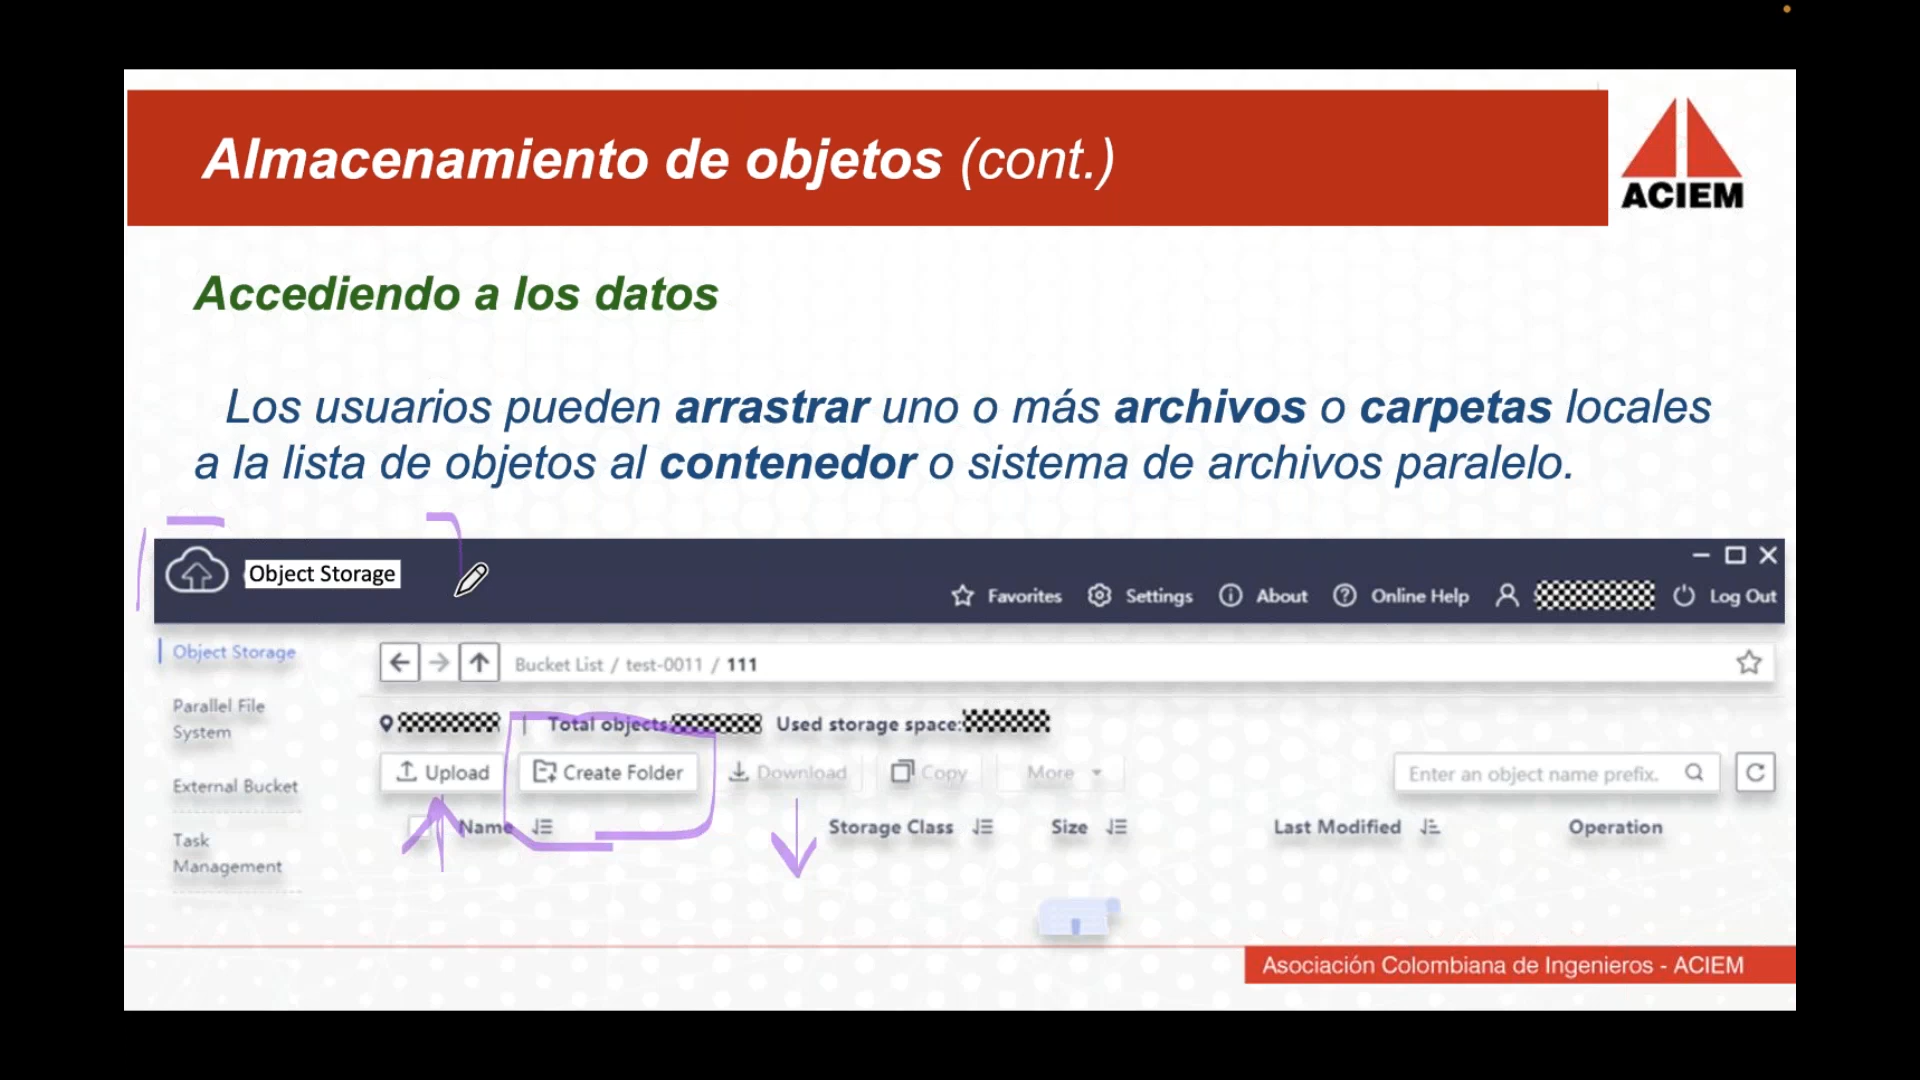 Almacenamiento de objetos (cont.)
ACIEM
Accediendo a los datos
Los usuarios pueden arrastrar uno o más archivos o carpetas locales
a la lista de objetos al contenedor o sistema de archivos paralelo.
Object Storage
Favorites Settings About Online Help Log Out
Object Storage
Parallel File
System
External Bucket
Task
Management
Bucket List / test-0011 / 111
| Total objects: Used storage space:
Upload Create Folder Download Copy More Enter an object name prefix.
Name Storage Class Size Last Modified Operation
Asociación Colombiana de Ingenieros - ACIEM